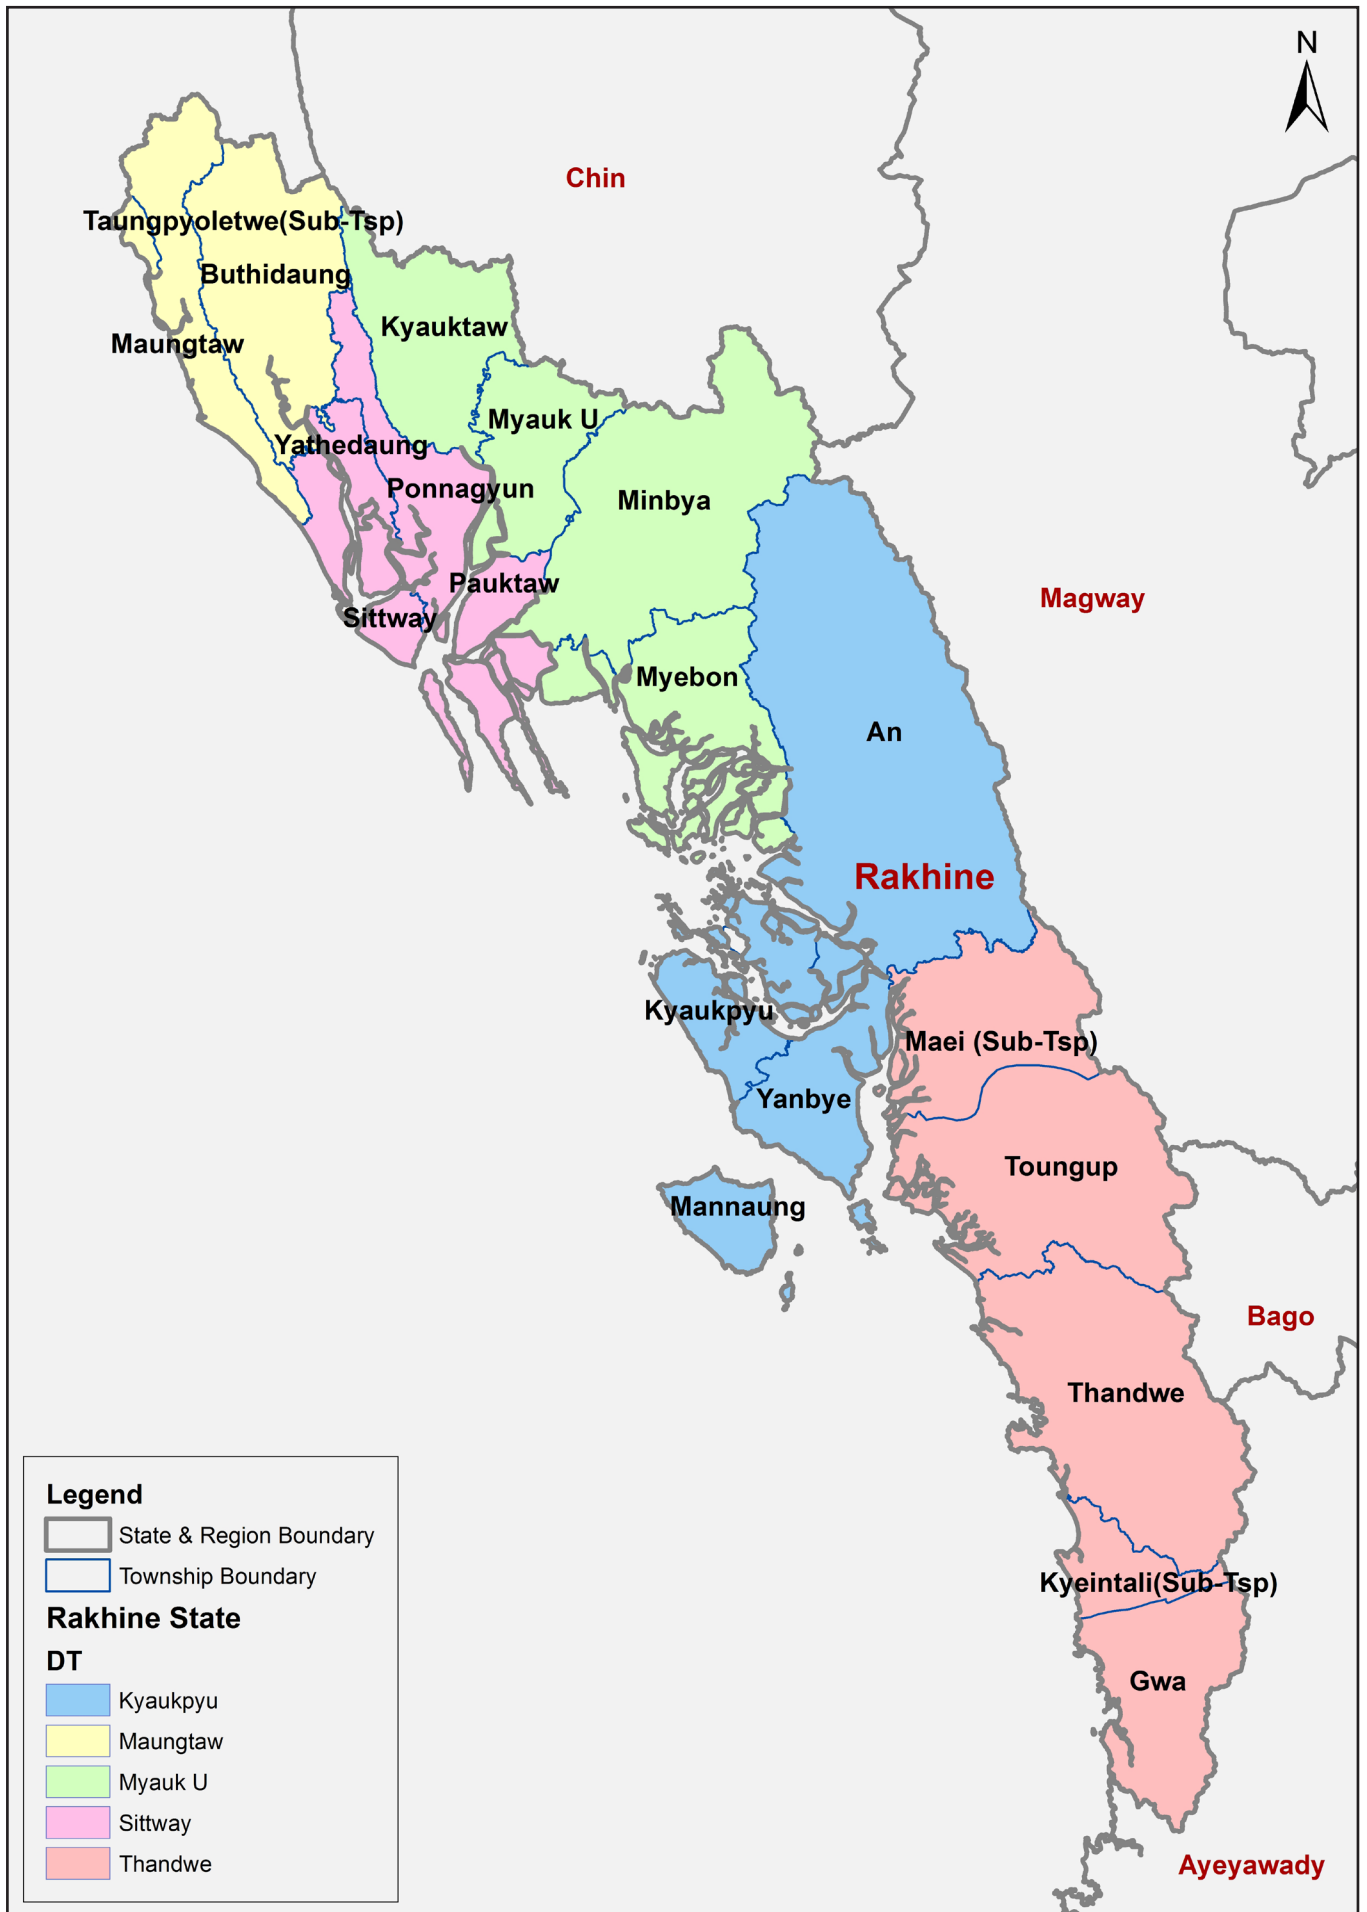 N
Chin
Taungpyoletwe(Sub-Tsp)
Buthidaung
Kyauktaw
Maungtaw
Myauk U
Yathedaung
Ponnagyun
Minbya
Pauktaw
Magway
Sittway
Myebon
An
Rakhine
Kyaukpyu
Maei (Sub-Tsp)
Yanbye
Toungup
Mannaung
Bago
Thandwe
Kyeintali(Sub-Tsp)
Gwa
Ayeyawady
Legend
State & Region Boundary
Township Boundary
Rakhine State
DT
Kyaukpyu
Maungtaw
Myauk U
Sittway
Thandwe